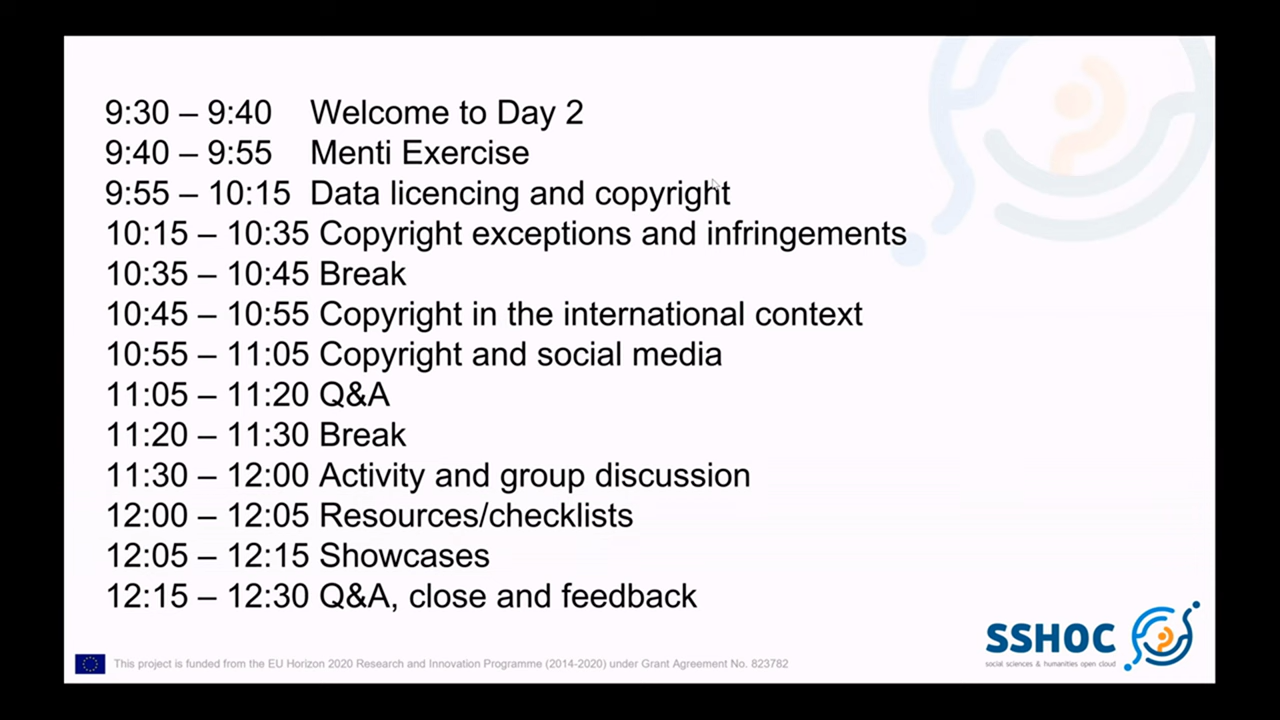 9:30 – 9:40 Welcome to Day 2
9:40 – 9:55 Menti Exercise
9:55 – 10:15 Data licencing and copyright
10:15 – 10:35 Copyright exceptions and infringements
10:35 – 10:45 Break
10:45 – 10:55 Copyright in the international context
10:55 – 11:05 Copyright and social media
11:05 – 11:20 Q&A
11:20 – 11:30 Break
11:30 – 12:00 Activity and group discussion
12:00 – 12:05 Resources/checklists
12:05 – 12:15 Showcases
12:15 – 12:30 Q&A, close and feedback
SSHOC
social sciences & humanities open cloud
This project is funded from the EU Horizon 2020 Research and Innovation Programme (2014-2020) under Grant Agreement No. 823782